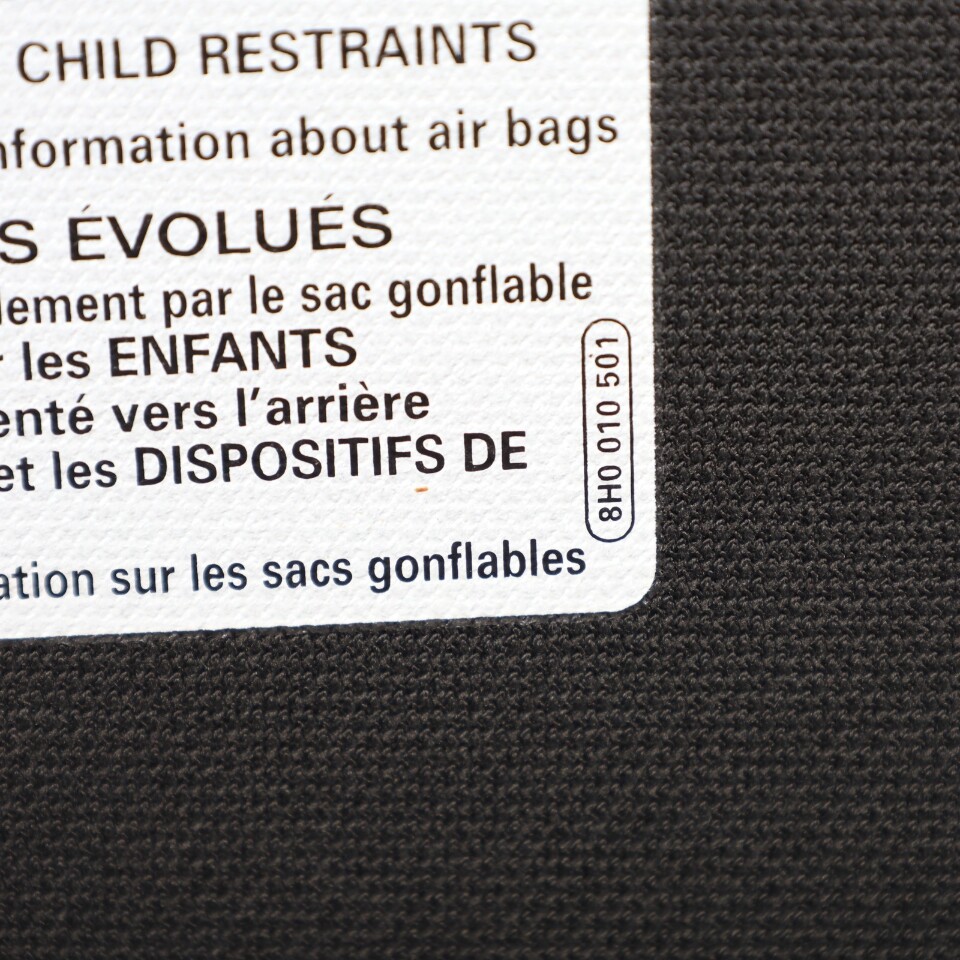 CHILD RESTRAINTS
nformation about air bags
S ÉVOLUÉS
lement par le sac gonflable
r les ENFANTS
enté vers l'arrière
et les DISPOSITIFS DE
ation sur les sacs gonflables
8H0 010 501